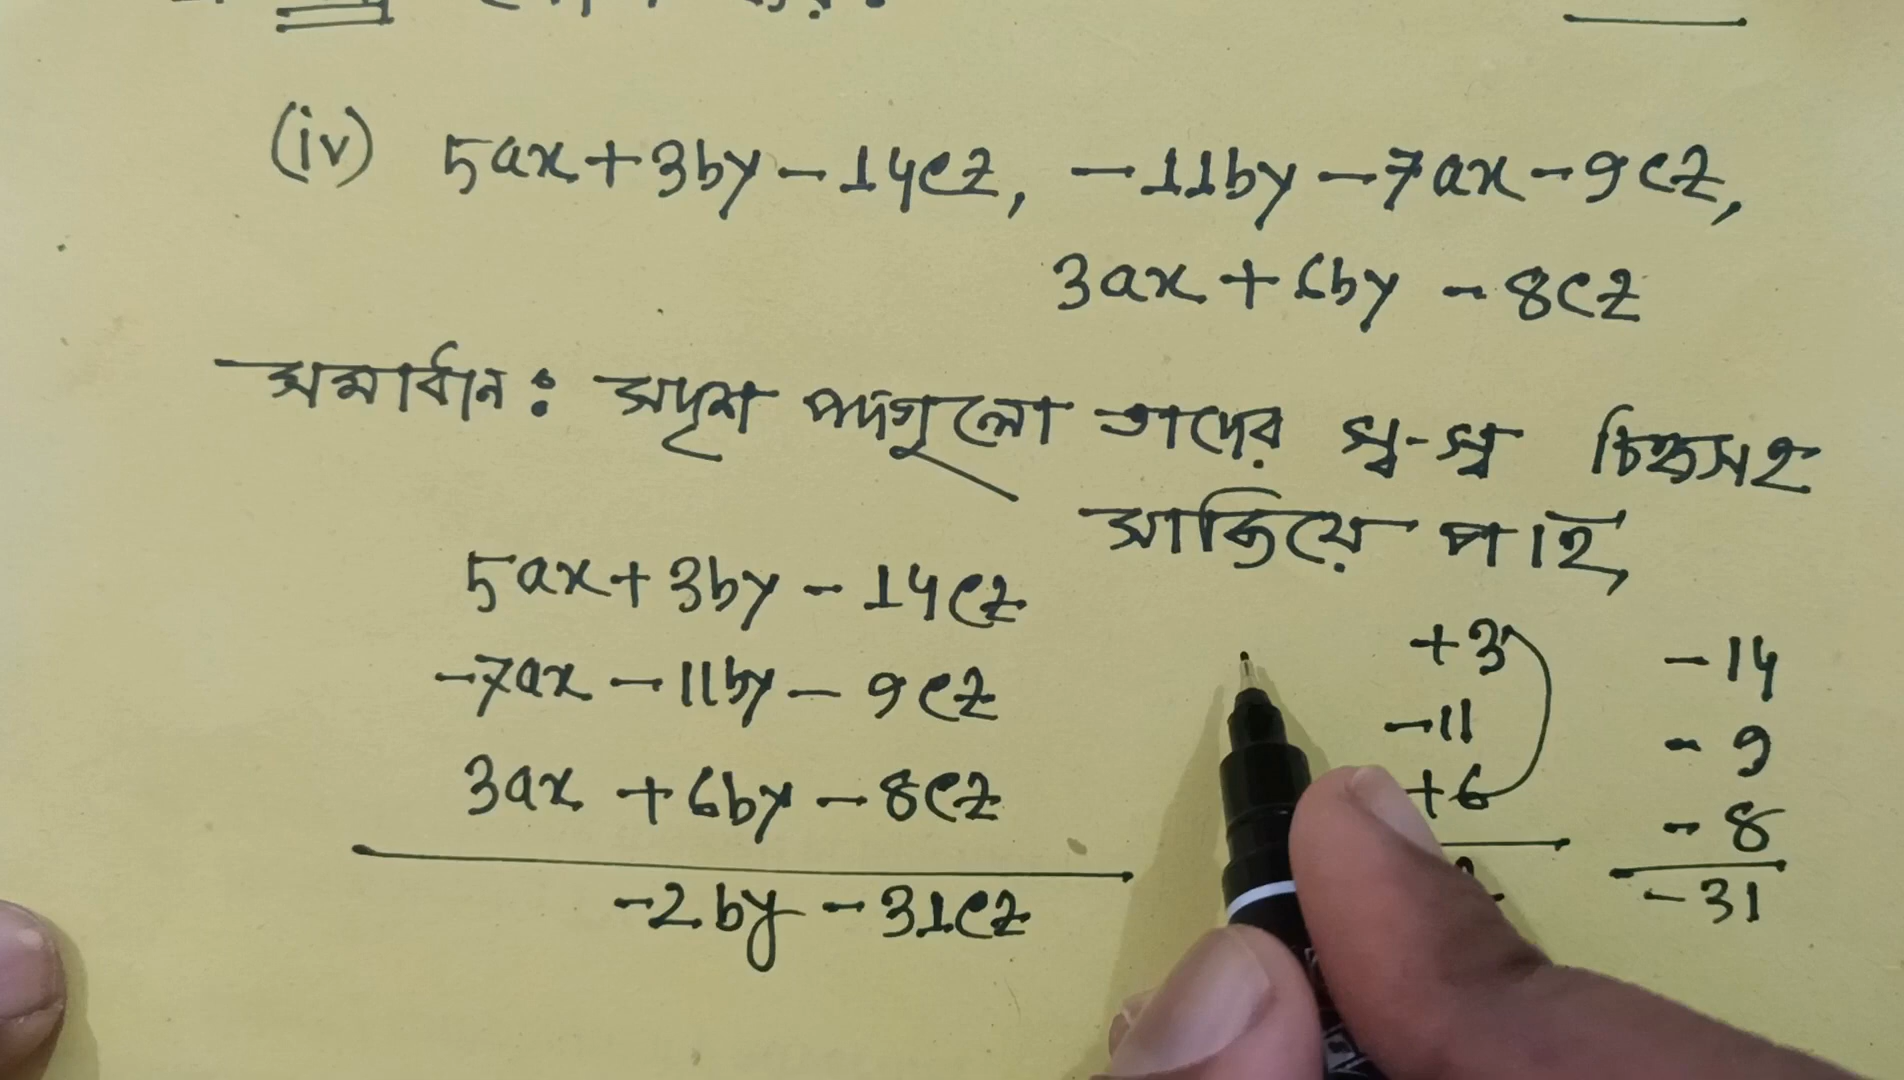 (iv) 5ax+3by-14cz, -11by-7ax-9cz,
3ax+6by-8cz
সমাধান: সদৃশ পদগুলো তাদের স্ব-স্ব চিহ্নসহ
সাজিয়ে পাই,
5ax+3by-14cz
-7ax-11by-9cz
3ax+6by-8cz
-2by-31cz
+3
-11
+6
-14
-9
-8
-31